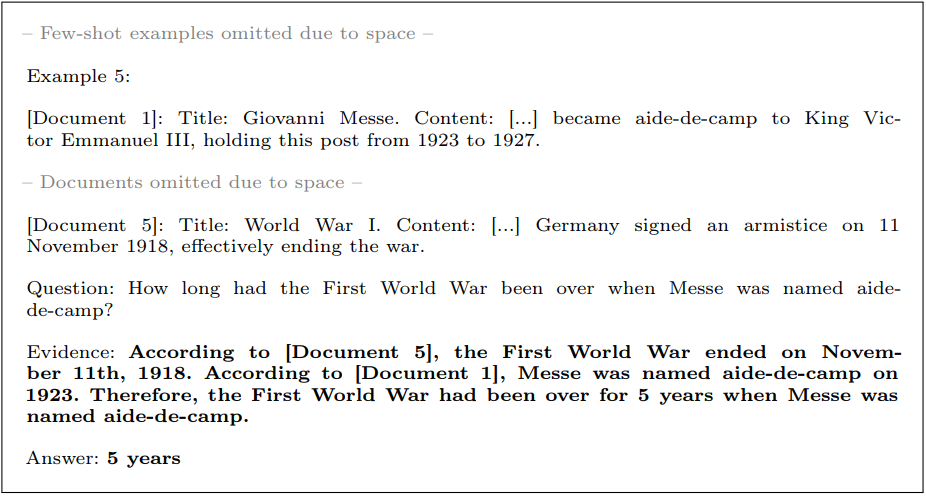 – Few-shot examples omitted due to space –
Example 5:
[Document 1]: Title: Giovanni Messe. Content: [...] became aide-de-camp to King Vic-
tor Emmanuel III, holding this post from 1923 to 1927.
– Documents omitted due to space –
[Document 5]: Title: World War I. Content: [...] Germany signed an armistice on 11
November 1918, effectively ending the war.
Question: How long had the First World War been over when Messe was named aide-
de-camp?
Evidence: According to [Document 5], the First World War ended on Novem-
ber 11th, 1918. According to [Document 1], Messe was named aide-de-camp on
1923. Therefore, the First World War had been over for 5 years when Messe was
named aide-de-camp.
Answer: 5 years